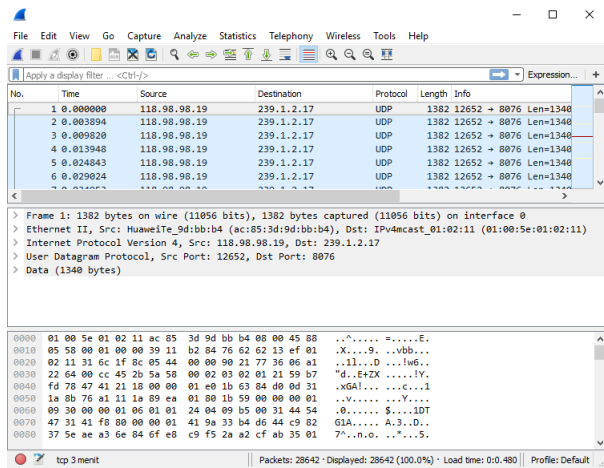 File Edit View Go Capture Analyze Statistics Telephony Wireless Tools Help
Apply a display filter ... <Ctrl-/>
Expression... +
No. Time Source Destination Protocol Length Info
1 0.000000 118.98.98.19 239.1.2.17 UDP 1382 12652 → 8076 Len=1340
2 0.003894 118.98.98.19 239.1.2.17 UDP 1382 12652 → 8076 Len=1340
3 0.009820 118.98.98.19 239.1.2.17 UDP 1382 12652 → 8076 Len=1340
4 0.013948 118.98.98.19 239.1.2.17 UDP 1382 12652 → 8076 Len=1340
5 0.024843 118.98.98.19 239.1.2.17 UDP 1382 12652 → 8076 Len=1340
6 0.029024 118.98.98.19 239.1.2.17 UDP 1382 12652 → 8076 Len=1340
> Frame 1: 1382 bytes on wire (11056 bits), 1382 bytes captured (11056 bits) on interface 0
> Ethernet II, Src: HuaweiTe_9d:bb:b4 (ac:85:3d:9d:bb:b4), Dst: IPv4mcast_01:02:11 (01:00:5e:01:02:11)
> Internet Protocol Version 4, Src: 118.98.98.19, Dst: 239.1.2.17
> User Datagram Protocol, Src Port: 12652, Dst Port: 8076
> Data (1340 bytes)
0000 01 00 5e 01 02 11 ac 85 3d 9d bb b4 08 00 45 88 ..^..... =.....E.
0010 05 58 00 01 00 00 39 11 b2 84 76 62 62 13 ef 01 .X....9. ..vbb...
0020 02 11 31 6c 1f 8c 05 44 00 00 90 21 77 36 06 a1 ..1l...D ...!w6..
0030 22 64 00 cc 45 2b 5a 58 00 02 03 02 01 21 59 b7 "d..E+ZX .....!Y.
0040 fd 78 47 41 21 18 00 00 01 e0 1b 63 84 d0 0d 31 .xGA!... ...c...1
0050 1a 8b 76 a1 11 1a 89 ea 01 80 1b 59 00 00 00 01 ..v..... ...Y....
0060 09 30 00 00 01 06 01 01 24 04 09 b5 00 31 44 54 .0...... $....1DT
0070 47 31 41 f8 80 00 00 01 41 9a 33 b4 d6 44 c9 87 G1A..... A.3..D..
0080 37 5e ae a3 6e 84 6f e8 c9 f5 2a a2 cf ab 35 01 7^..n.o. ..*...5.
tcp 3 menit Packets: 28642 · Displayed: 28642 (100.0%) · Load time: 0:0.480 Profile: Default